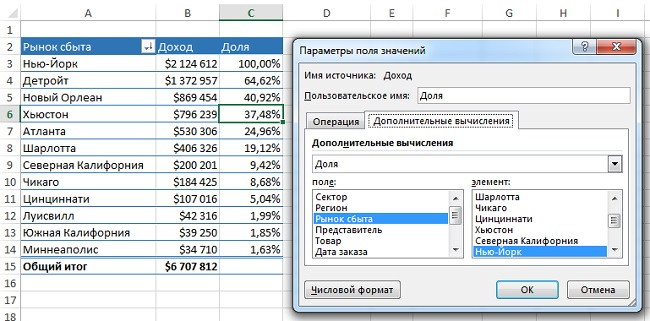 A B C D E F G H I
1
2 Рынок сбыта Доход Доля
3 Нью-Йорк $2 124 612 100,00%
4 Детройт $1 372 957 64,62%
5 Новый Орлеан $869 454 40,92%
6 Хьюстон $796 239 37,48%
7 Атланта $530 306 24,96%
8 Шарлотта $406 326 19,12%
9 Северная Калифорния $200 201 9,42%
10 Чикаго $184 425 8,68%
11 Цинциннати $107 016 5,04%
12 Луисвилл $42 316 1,99%
13 Южная Калифорния $39 250 1,85%
14 Миннеаполис $34 710 1,63%
15 Общий итог $6 707 812
16
17
18
Параметры поля значений
Имя источника: Доход
Пользовательское имя: Доля
Операция Дополнительные вычисления
Дополнительные вычисления
Доля
поле: элемент:
Сектор Шарлотта
Регион Чикаго
Рынок сбыта Цинциннати
Представитель Хьюстон
Товар Северная Калифорния
Дата заказа Нью-Йорк
Числовой формат ОК Отмена